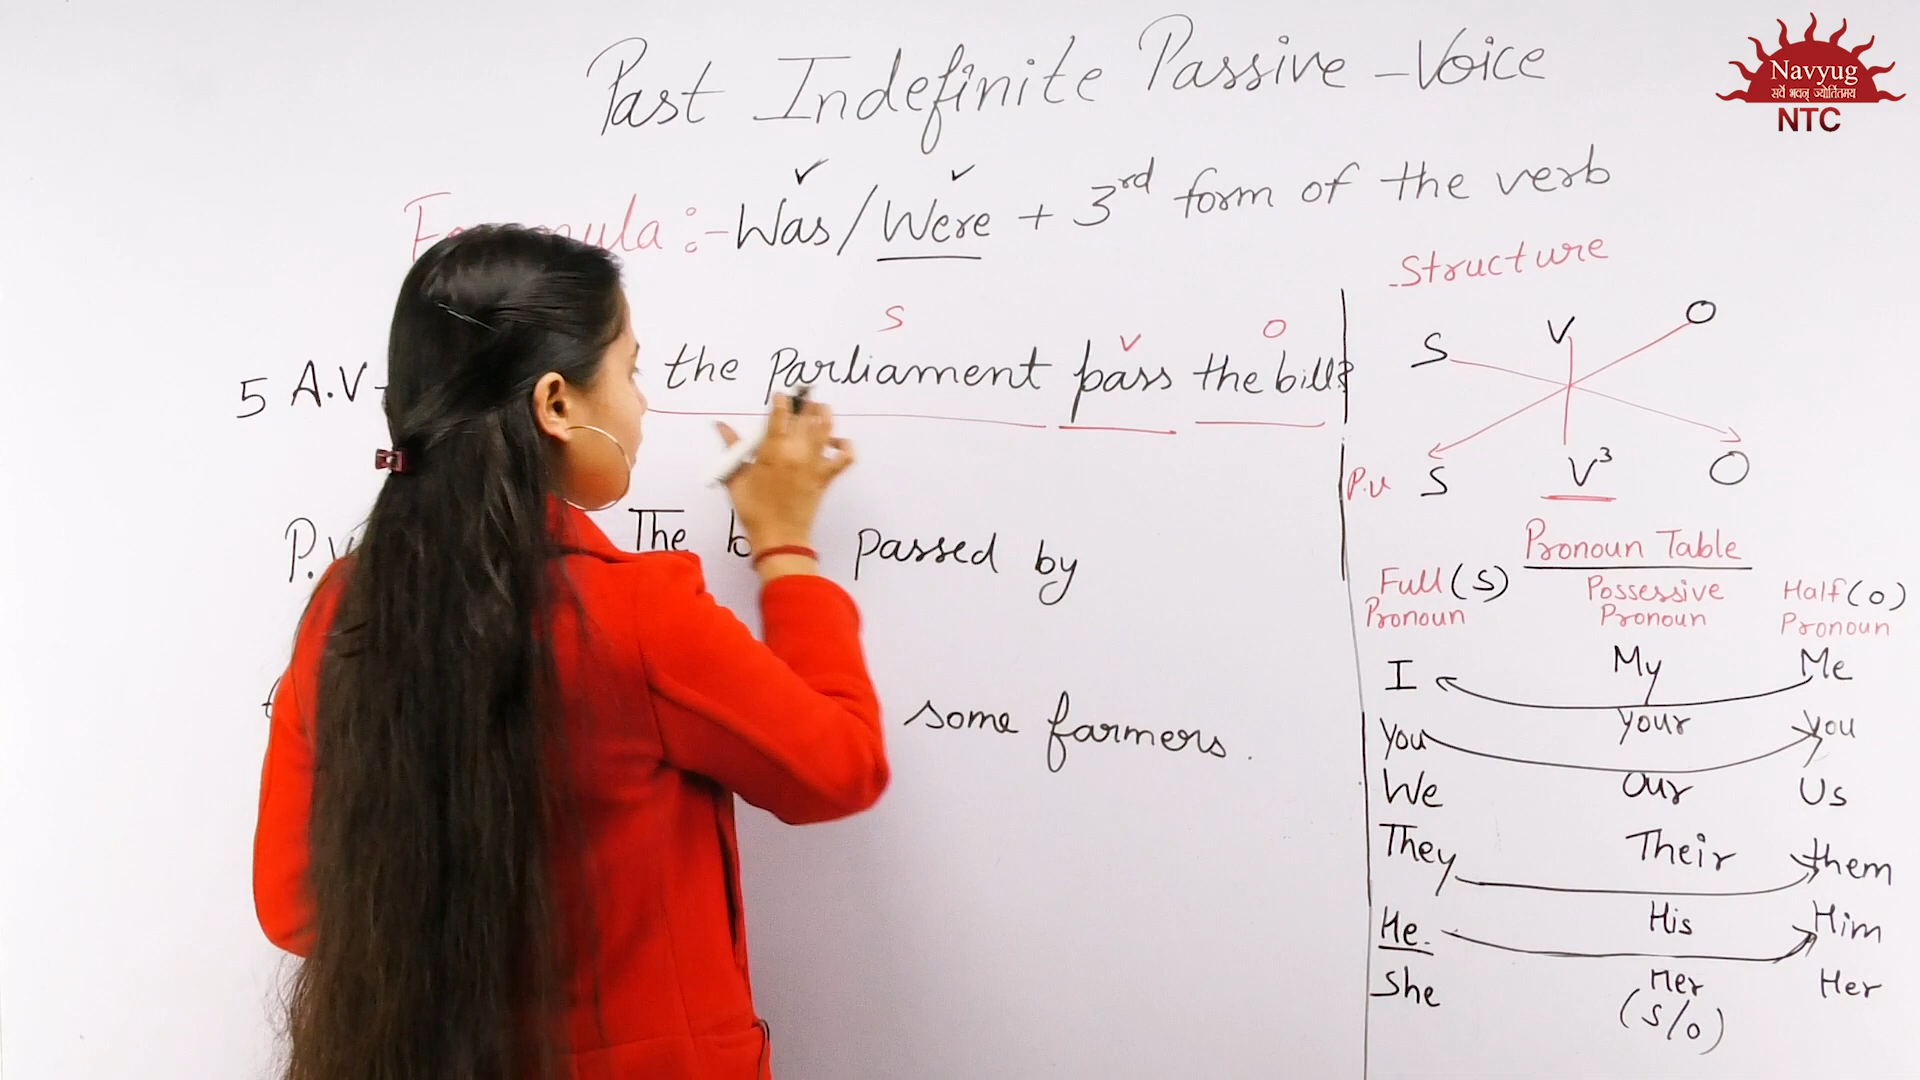 Past Indefinite Passive - Voice
Formula :- Was / Were + 3rd form of the verb
S V O
5 A.V - the Parliament pass the bill?
P.V The passed by
some farmers.
Structure
S V O
P.V S V3 O
Pronoun Table
Full (S) Pronoun Possessive Pronoun Half (O) Pronoun
I My Me
You Your You
We Our Us
They Their them
He. His Him
She Her Her
(S/O)
Navyug
सर्वे भवन् ज्योतितमय
NTC